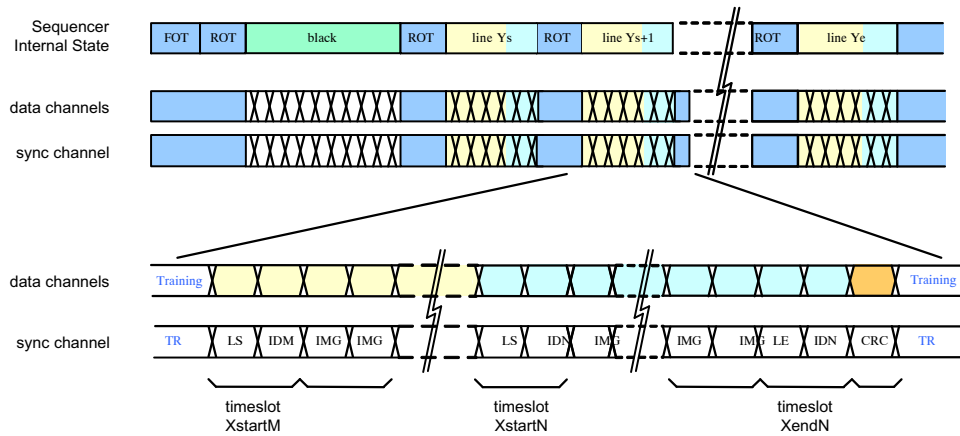 Sequencer
Internal State
FOT ROT black ROT line Ys ROT line Ys+1 ROT line Ye
data channels
sync channel
data channels Training Training
sync channel TR LS IDM IMG IMG LS IDN IMG IMG IMG LE IDN CRC TR
timeslot timeslot timeslot
XstartM XstartN XendN